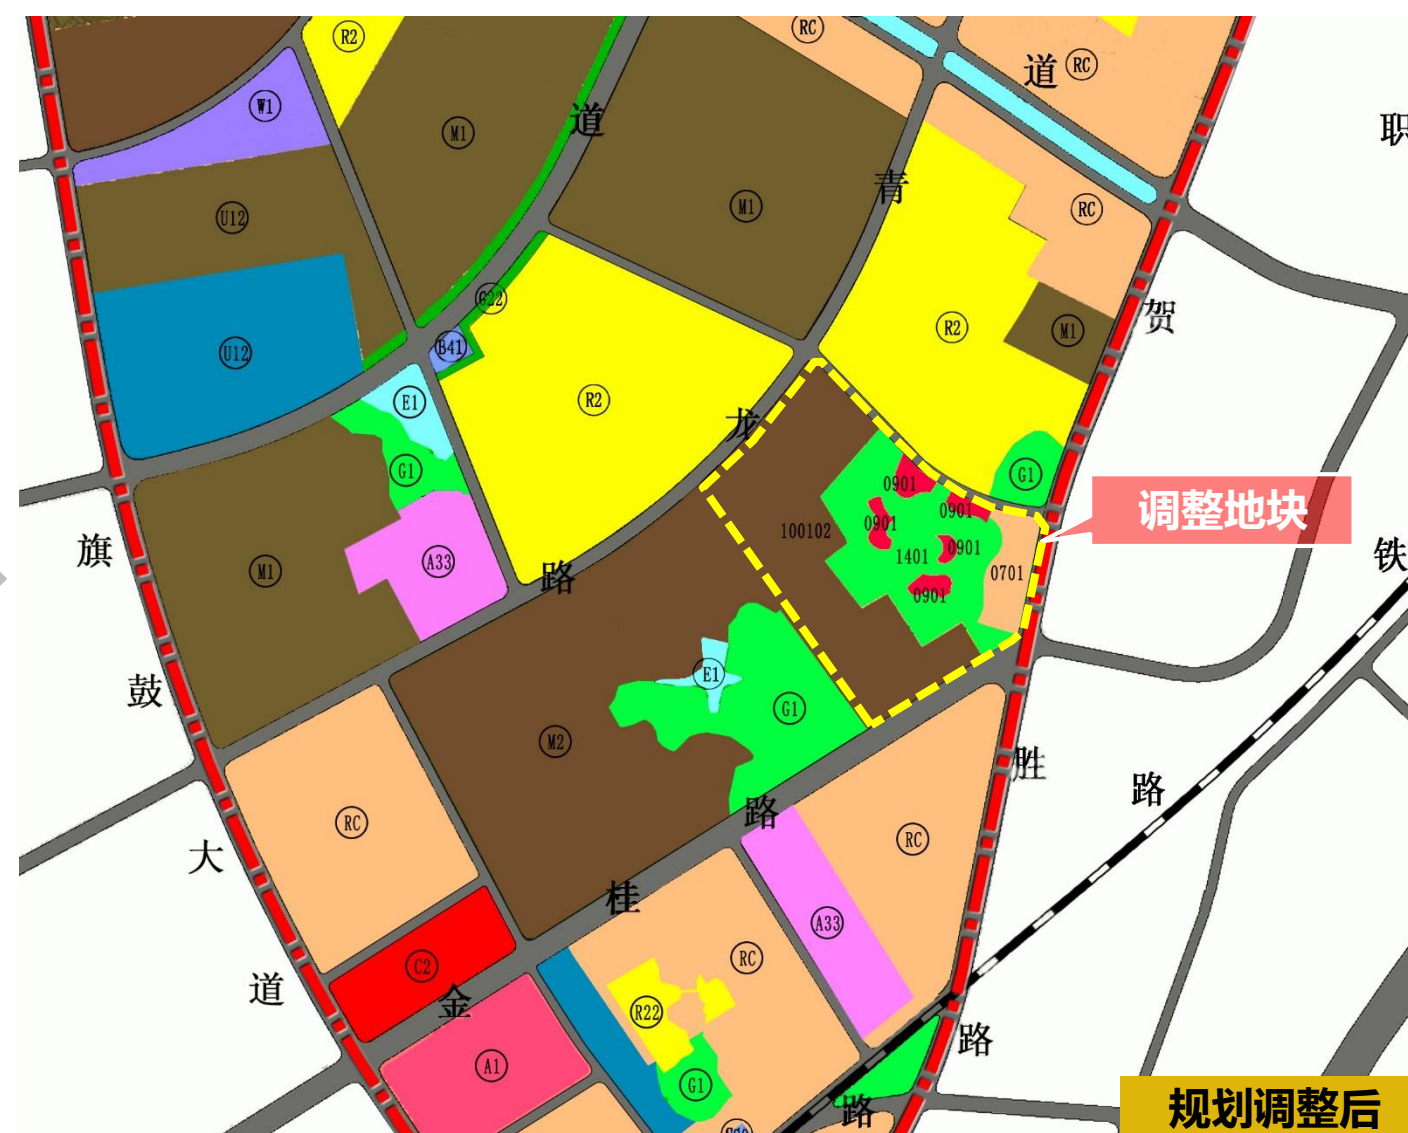 RC
R2
道
RC
W1
M1
道
职
青
U12
M1
RC
G22
贺
U12
B41
R2
M1
E1
R2
龙
G1
G1
0901
0901
调整地块
0901
100102
旗
M1
A33
1401
0901
铁
路
0901
0701
鼓
E1
G1
M2
胜
路
路
RC
RC
大
桂
A33
C2
RC
道
金
R22
A1
路
G1
路
规划调整后